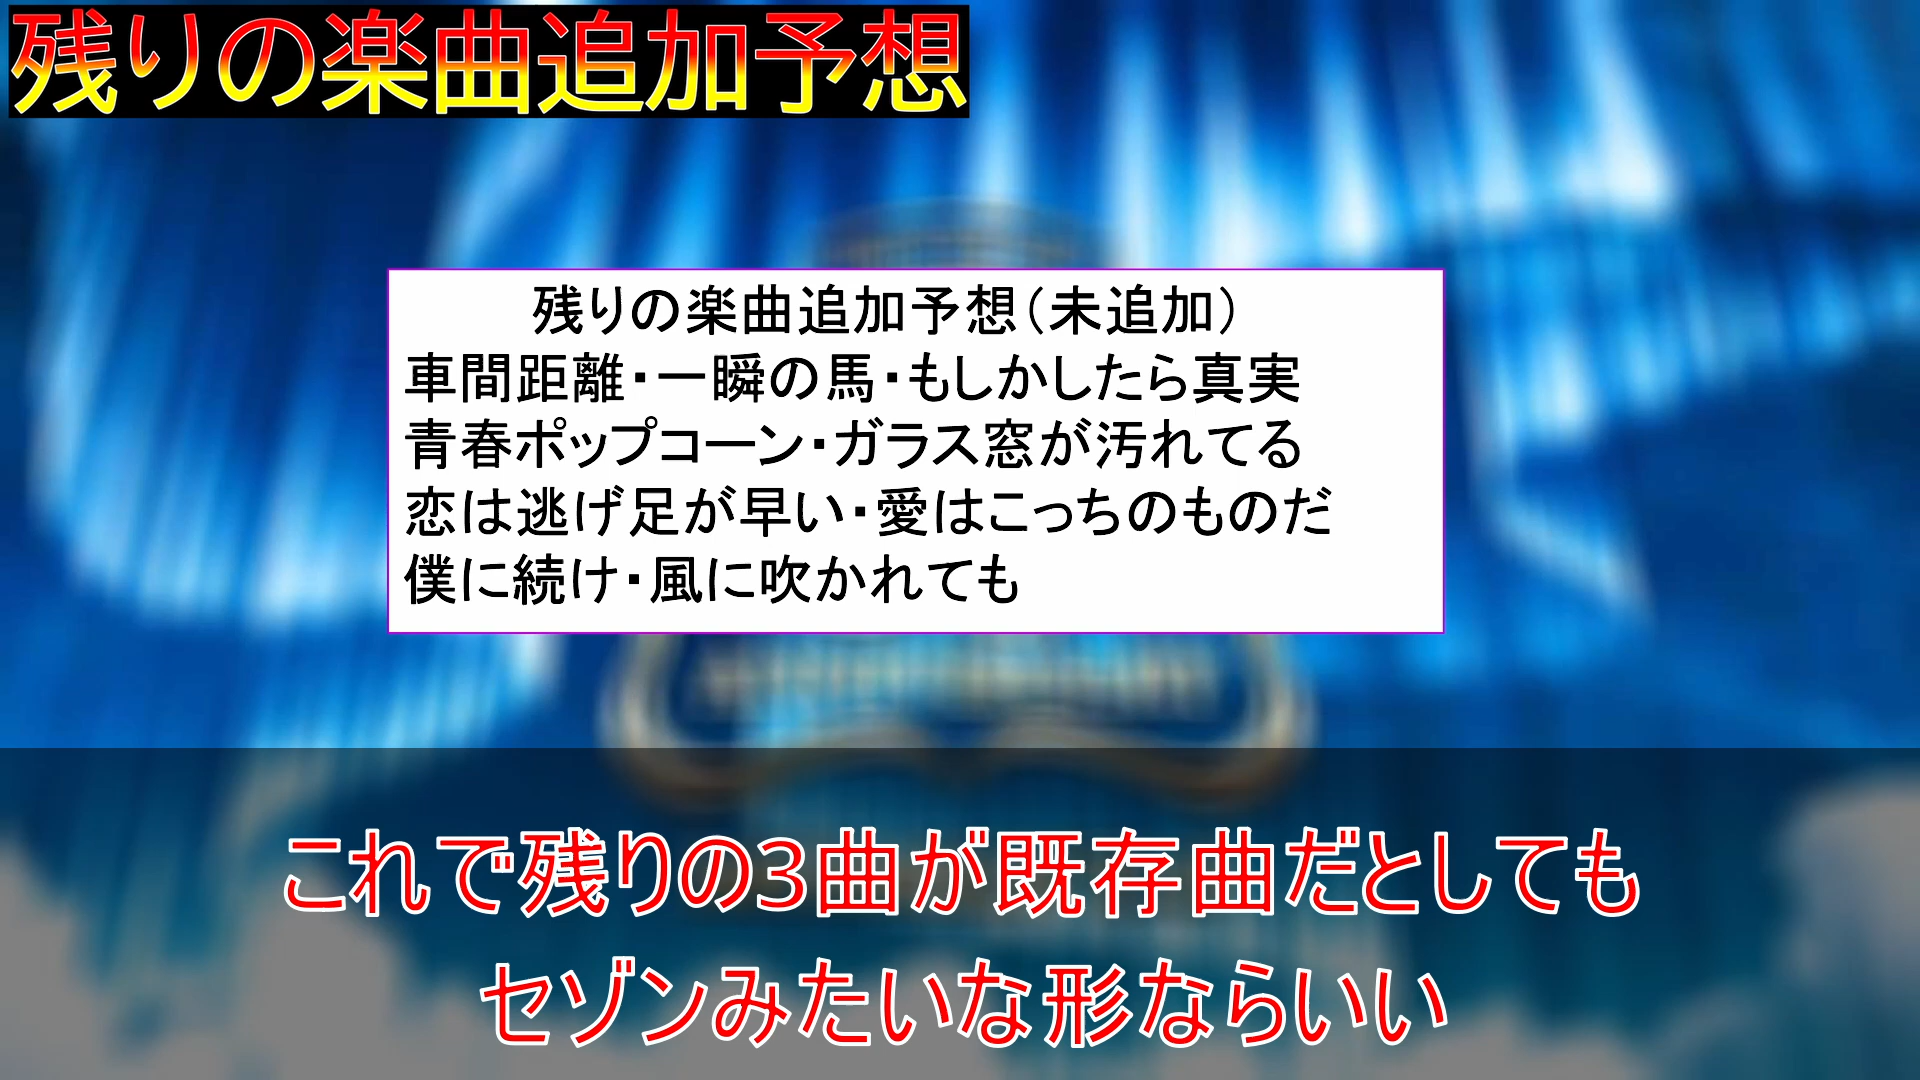 残りの楽曲追加予想
残りの楽曲追加予想(未追加)
車間距離・一瞬の馬・もしかしたら真実
青春ポップコーン・ガラス窓が汚れてる
恋は逃げ足が早い・愛はこっちのものだ
僕に続け・風に吹かれても
これで残りの3曲が既存曲だとしても
セゾンみたいな形ならいい